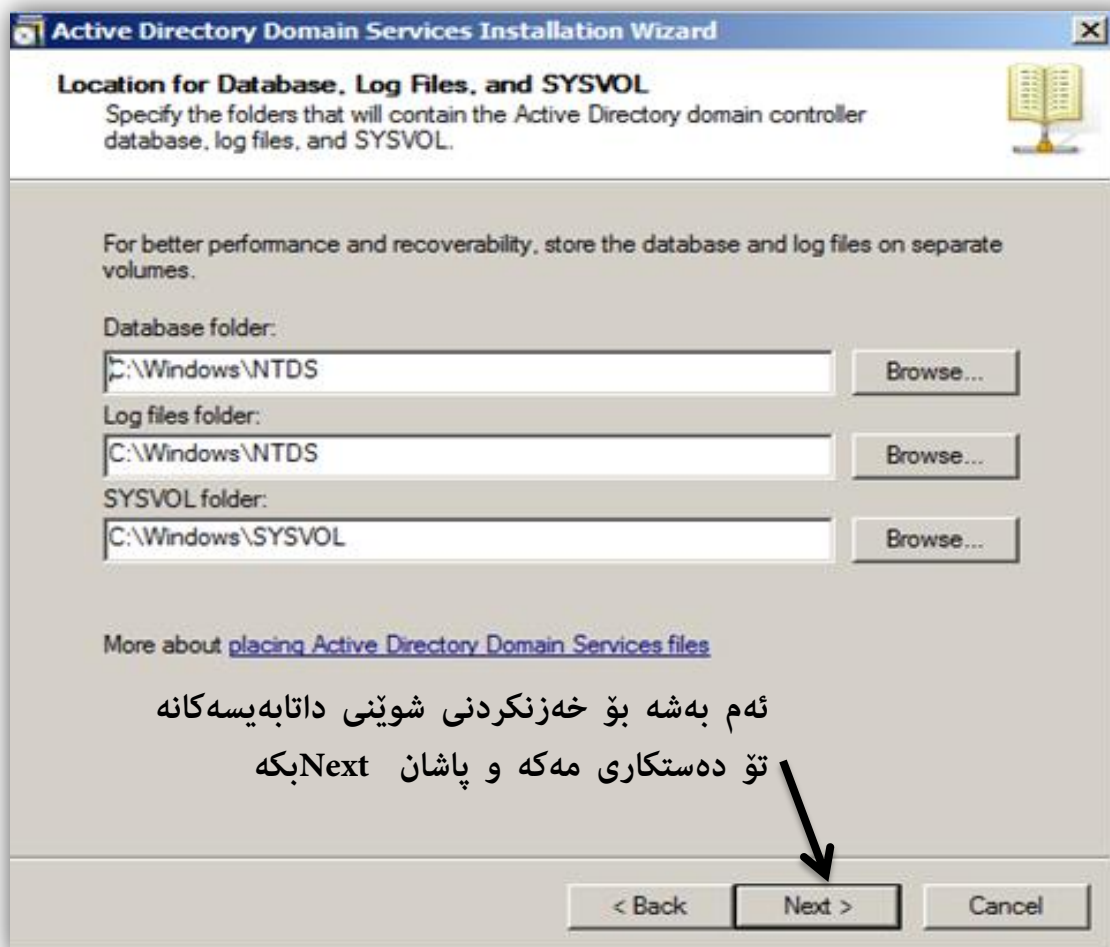 Active Directory Domain Services Installation Wizard
Location for Database, Log Files, and SYSVOL
Specify the folders that will contain the Active Directory domain controller
database, log files, and SYSVOL.
For better performance and recoverability, store the database and log files on separate
volumes.
Database folder:
C:\Windows\NTDS
Browse...
Log files folder:
C:\Windows\NTDS
Browse...
SYSVOL folder:
C:\Windows\SYSVOL
Browse...
More about placing Active Directory Domain Services files
ئەم بەشە بۆ خەزنکردنی شوێنی داتابەیسەکانە
تۆ دەستکاری مەکە و پاشان Nextبکە
< Back Next > Cancel